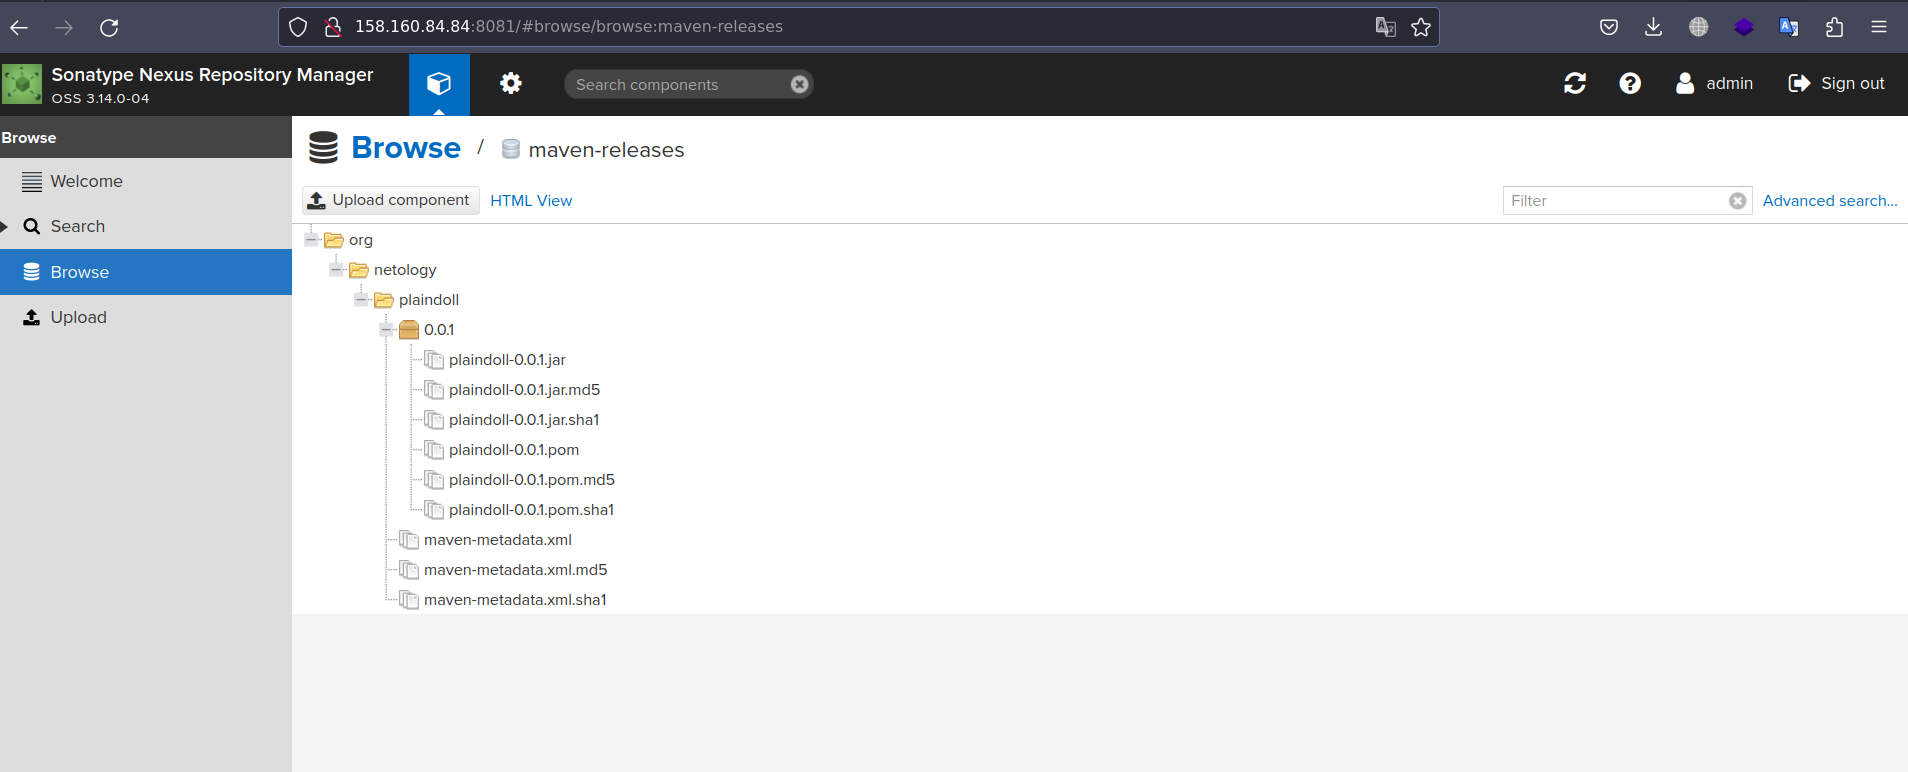 158.160.84.84:8081/#browse/browse:maven-releases
Sonatype Nexus Repository Manager
OSS 3.14.0-04
Search components
admin
Sign out
Browse
Welcome
Search
Browse
Upload
Browse / maven-releases
Upload component
HTML View
Filter
Advanced search...
org
netology
plaindoll
0.0.1
plaindoll-0.0.1.jar
plaindoll-0.0.1.jar.md5
plaindoll-0.0.1.jar.sha1
plaindoll-0.0.1.pom
plaindoll-0.0.1.pom.md5
plaindoll-0.0.1.pom.sha1
maven-metadata.xml
maven-metadata.xml.md5
maven-metadata.xml.sha1